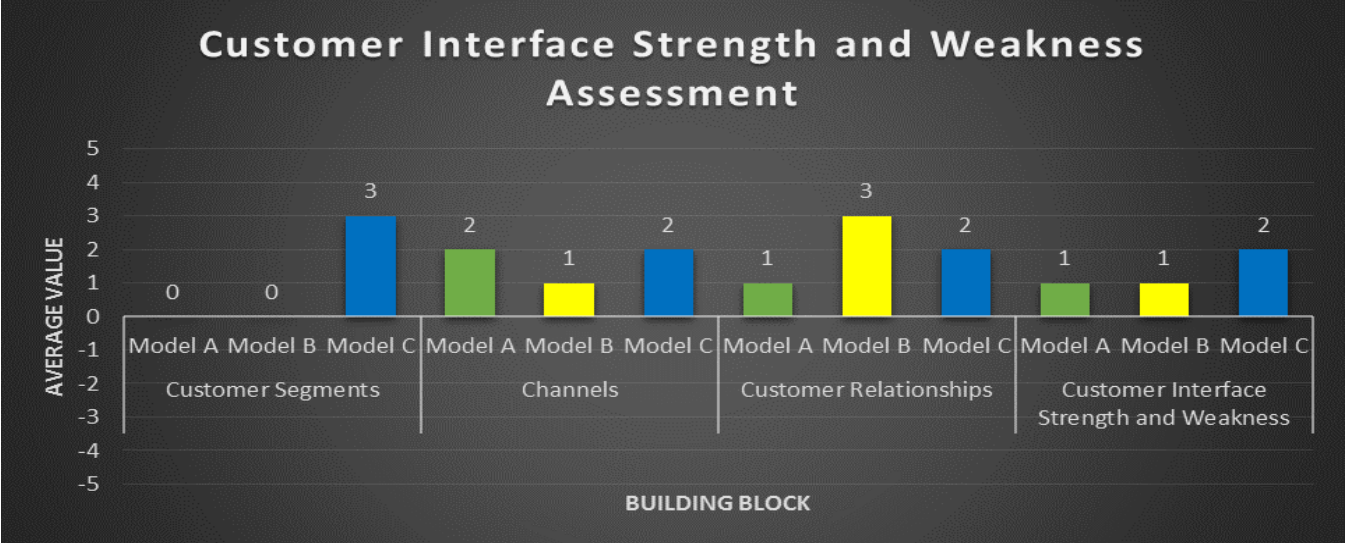 Customer Interface Strength and Weakness
Assessment
AVERAGE VALUE
5
4
3
2
1
0
-1
-2
-3
-4
-5
0 0 3 2 1 2 1 3 2 1 1 2
Model A Model B Model C Model A Model B Model C Model A Model B Model C Model A Model B Model C
Customer Segments Channels Customer Relationships Customer Interface
Strength and Weakness
BUILDING BLOCK